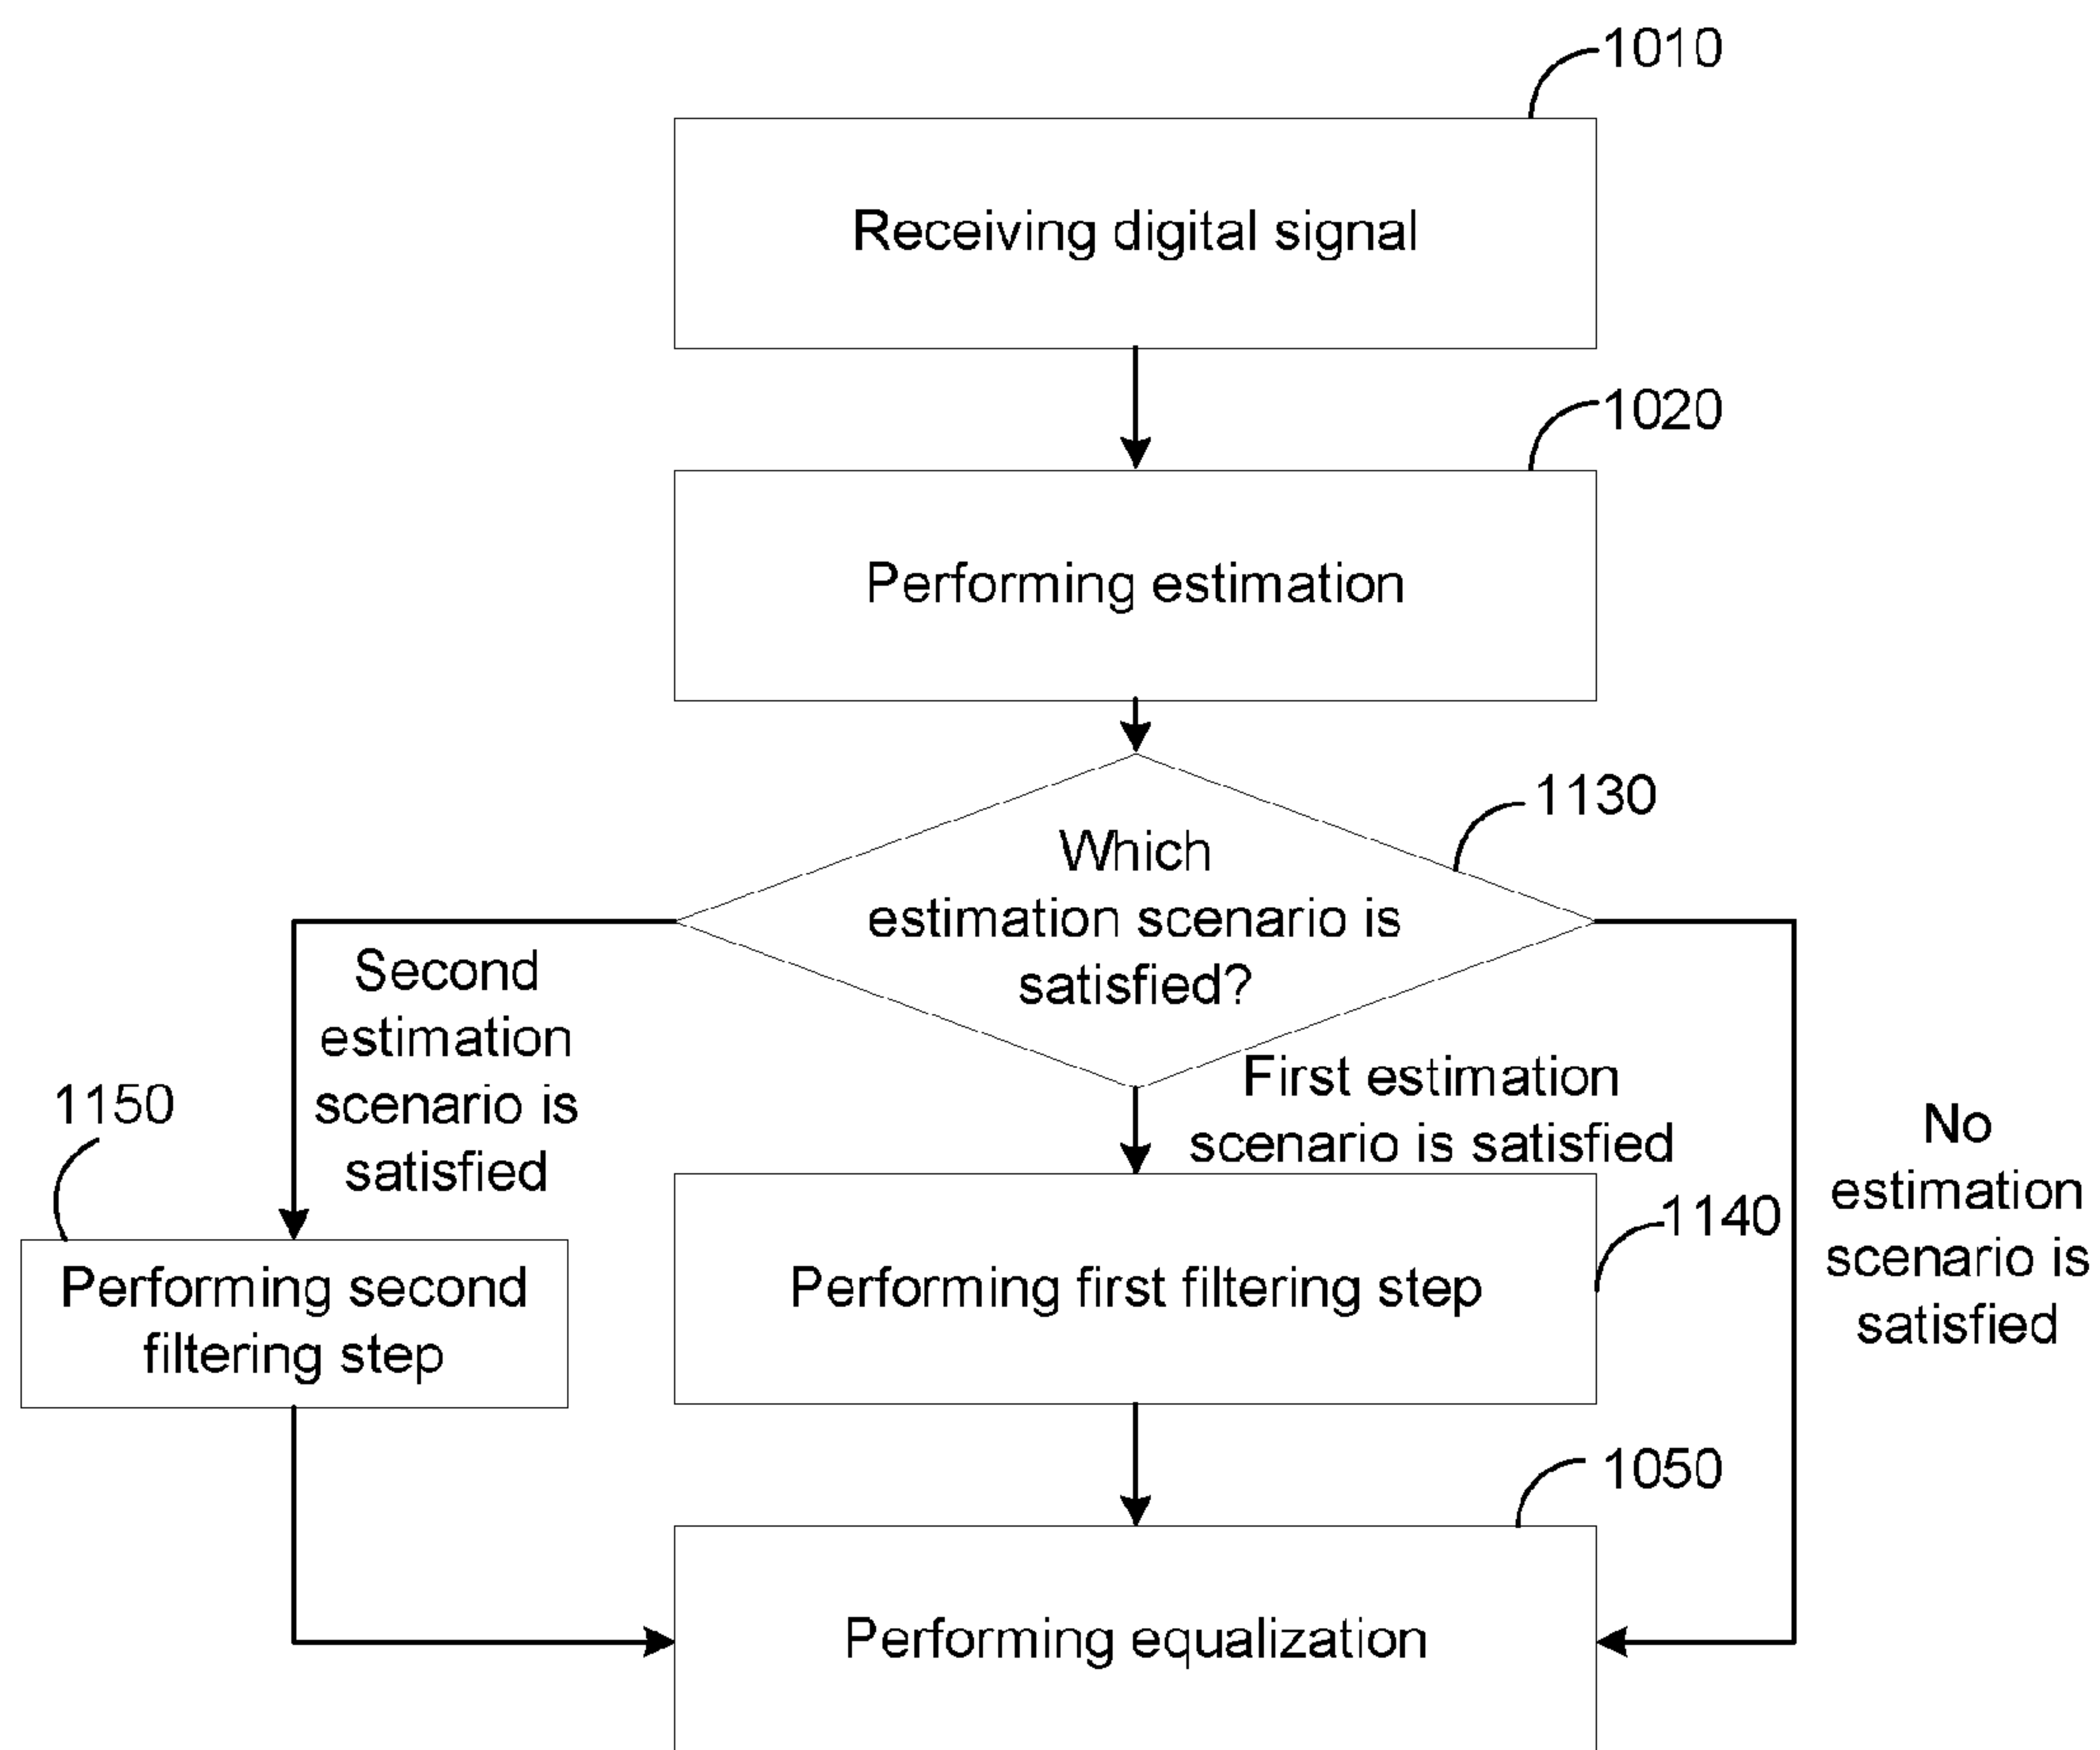 1010
Receiving digital signal
1020
Performing estimation
1130
Which
estimation scenario is
satisfied?
Second
estimation
scenario is
satisfied
First estimation
scenario is satisfied
No
estimation
scenario is
satisfied
1150
Performing second
filtering step
1140
Performing first filtering step
1050
Performing equalization